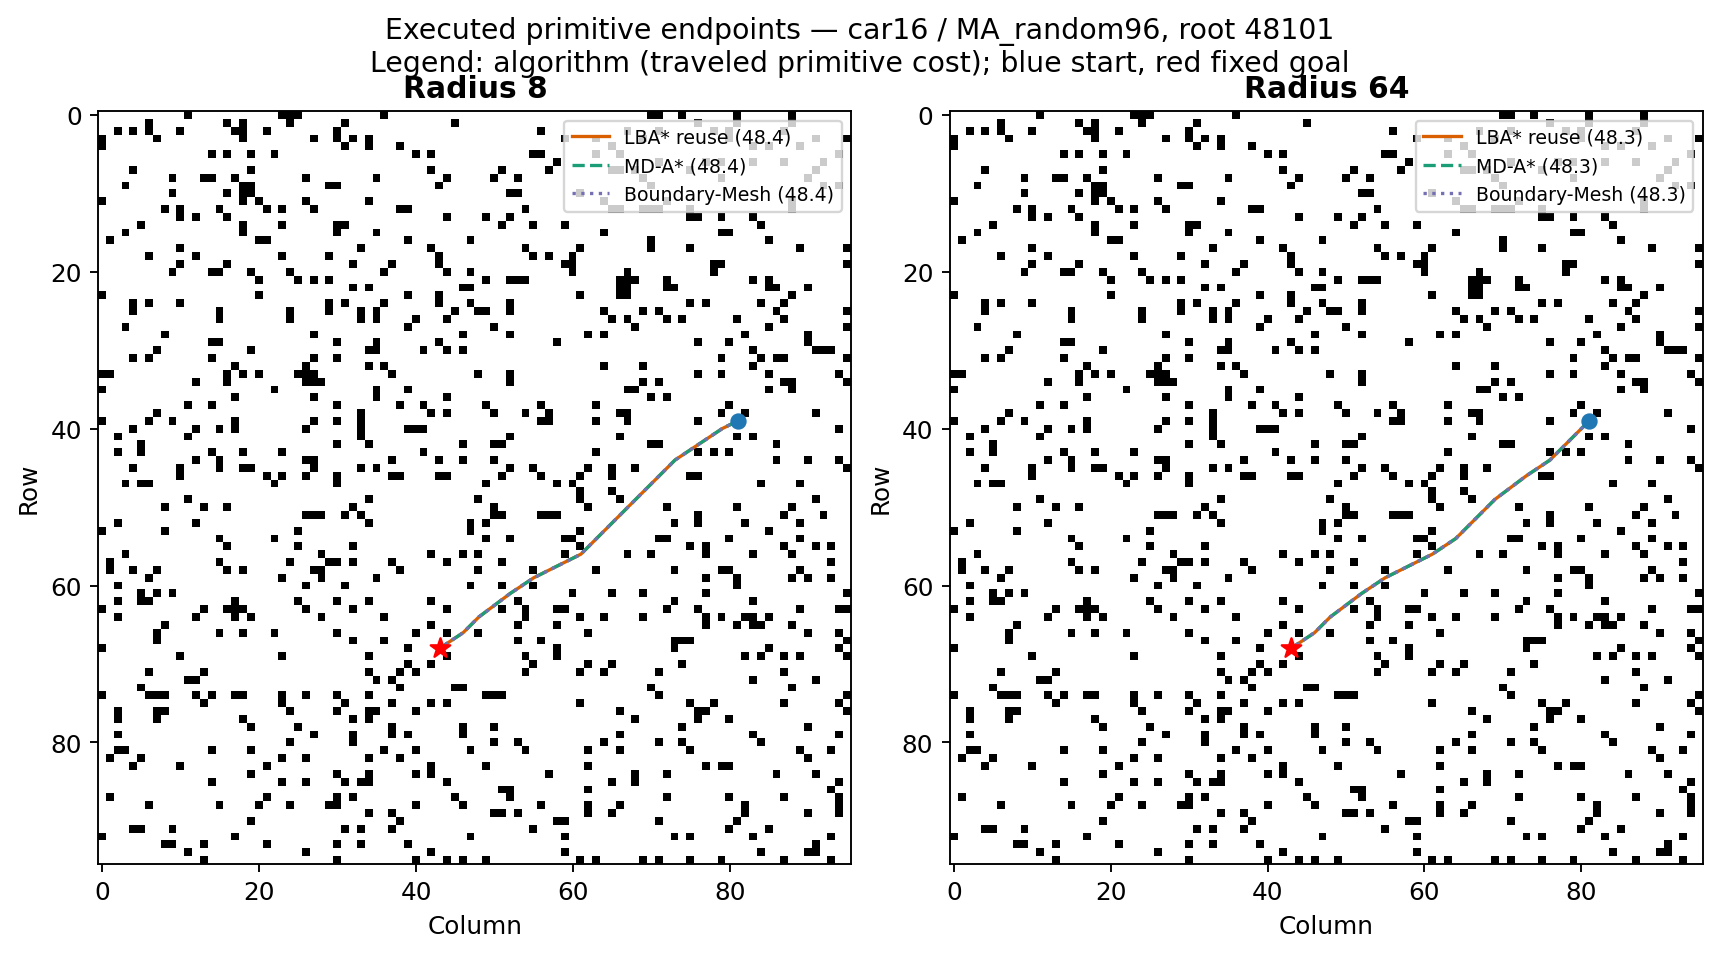 Executed primitive endpoints — car16 / MA_random96, root 48101
Legend: algorithm (traveled primitive cost); blue start, red fixed goal
Radius 8
Radius 64
LBA* reuse (48.4)
MD-A* (48.4)
Boundary-Mesh (48.4)
LBA* reuse (48.3)
MD-A* (48.3)
Boundary-Mesh (48.3)
0
20
40
60
80
Row
0
20
40
60
80
Column
0
20
40
60
80
Row
0
20
40
60
80
Column